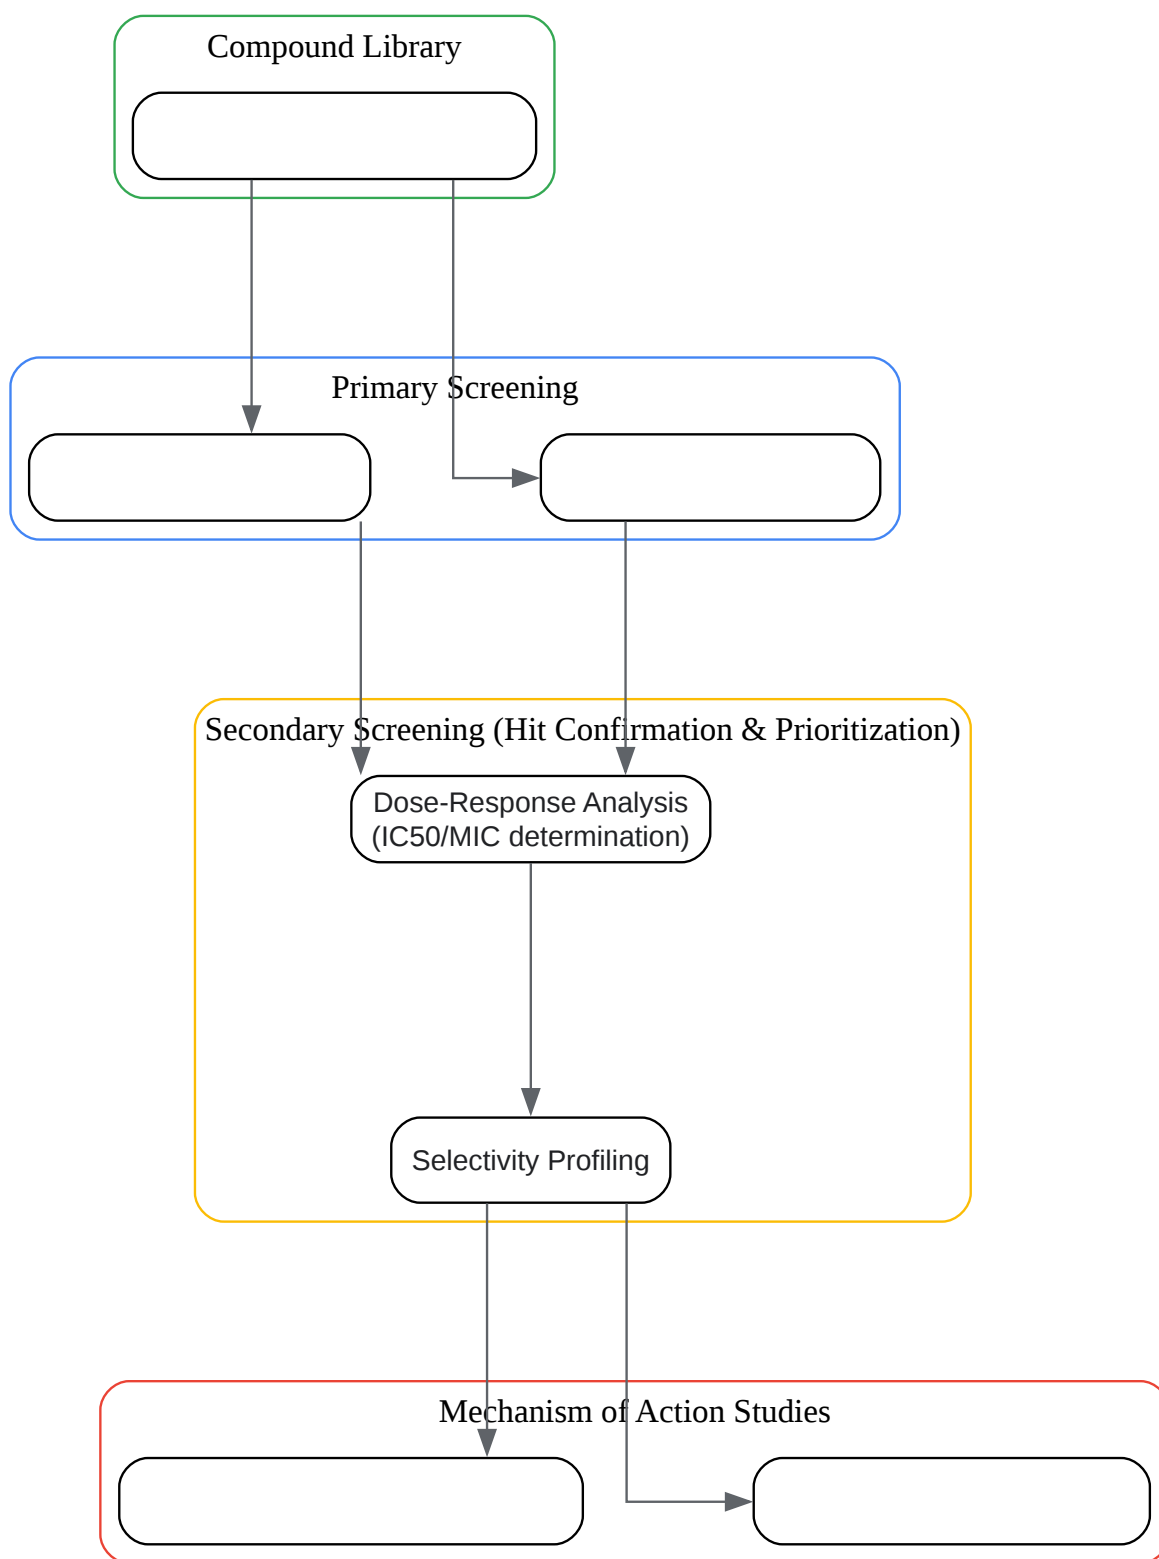 Compound Library
Primary Screening
Secondary Screening (Hit Confirmation & Prioritization)
Dose-Response Analysis
(IC50/MIC determination)
Selectivity Profiling
Mechanism of Action Studies